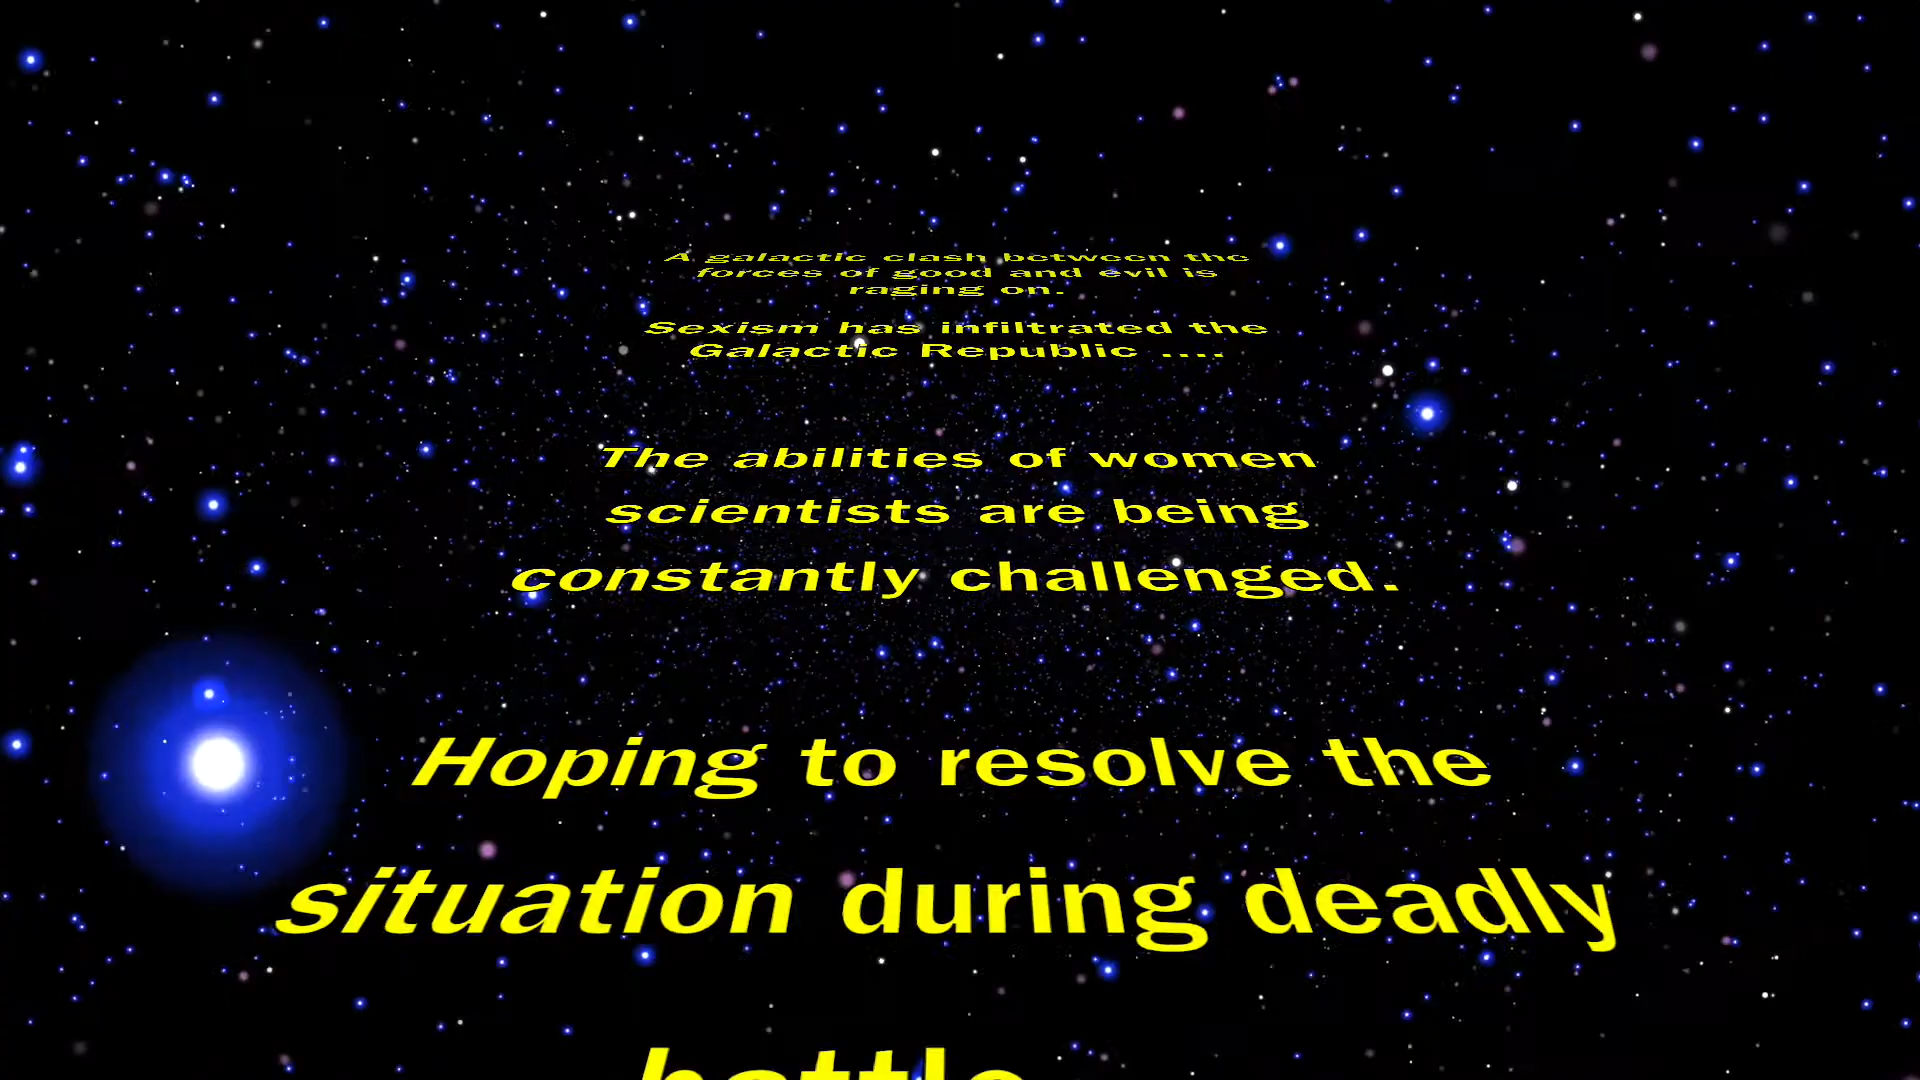 A galactic clash between the
forces of good and evil is
raging on.
Sexism has infiltrated the
Galactic Republic ....
The abilities of women
scientists are being
constantly challenged.
Hoping to resolve the
situation during deadly
battle